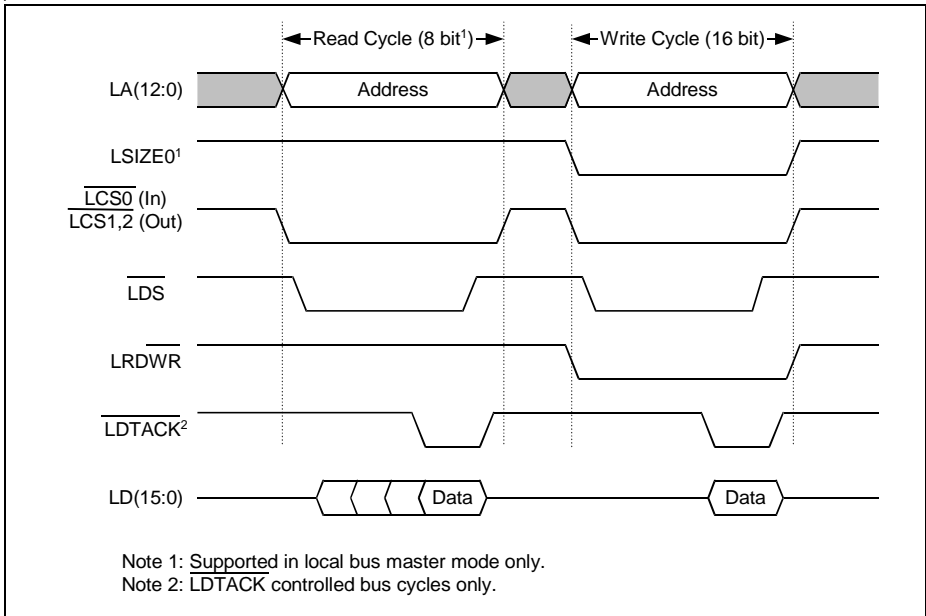 Read Cycle (8 bit¹)
Write Cycle (16 bit)
LA(12:0)
Address
Address
LSIZE0¹
LCS0 (In)
LCS1,2 (Out)
LDS
LRDWR
LDTACK²
LD(15:0)
Data
Data
Note 1: Supported in local bus master mode only.
Note 2: LDTACK controlled bus cycles only.